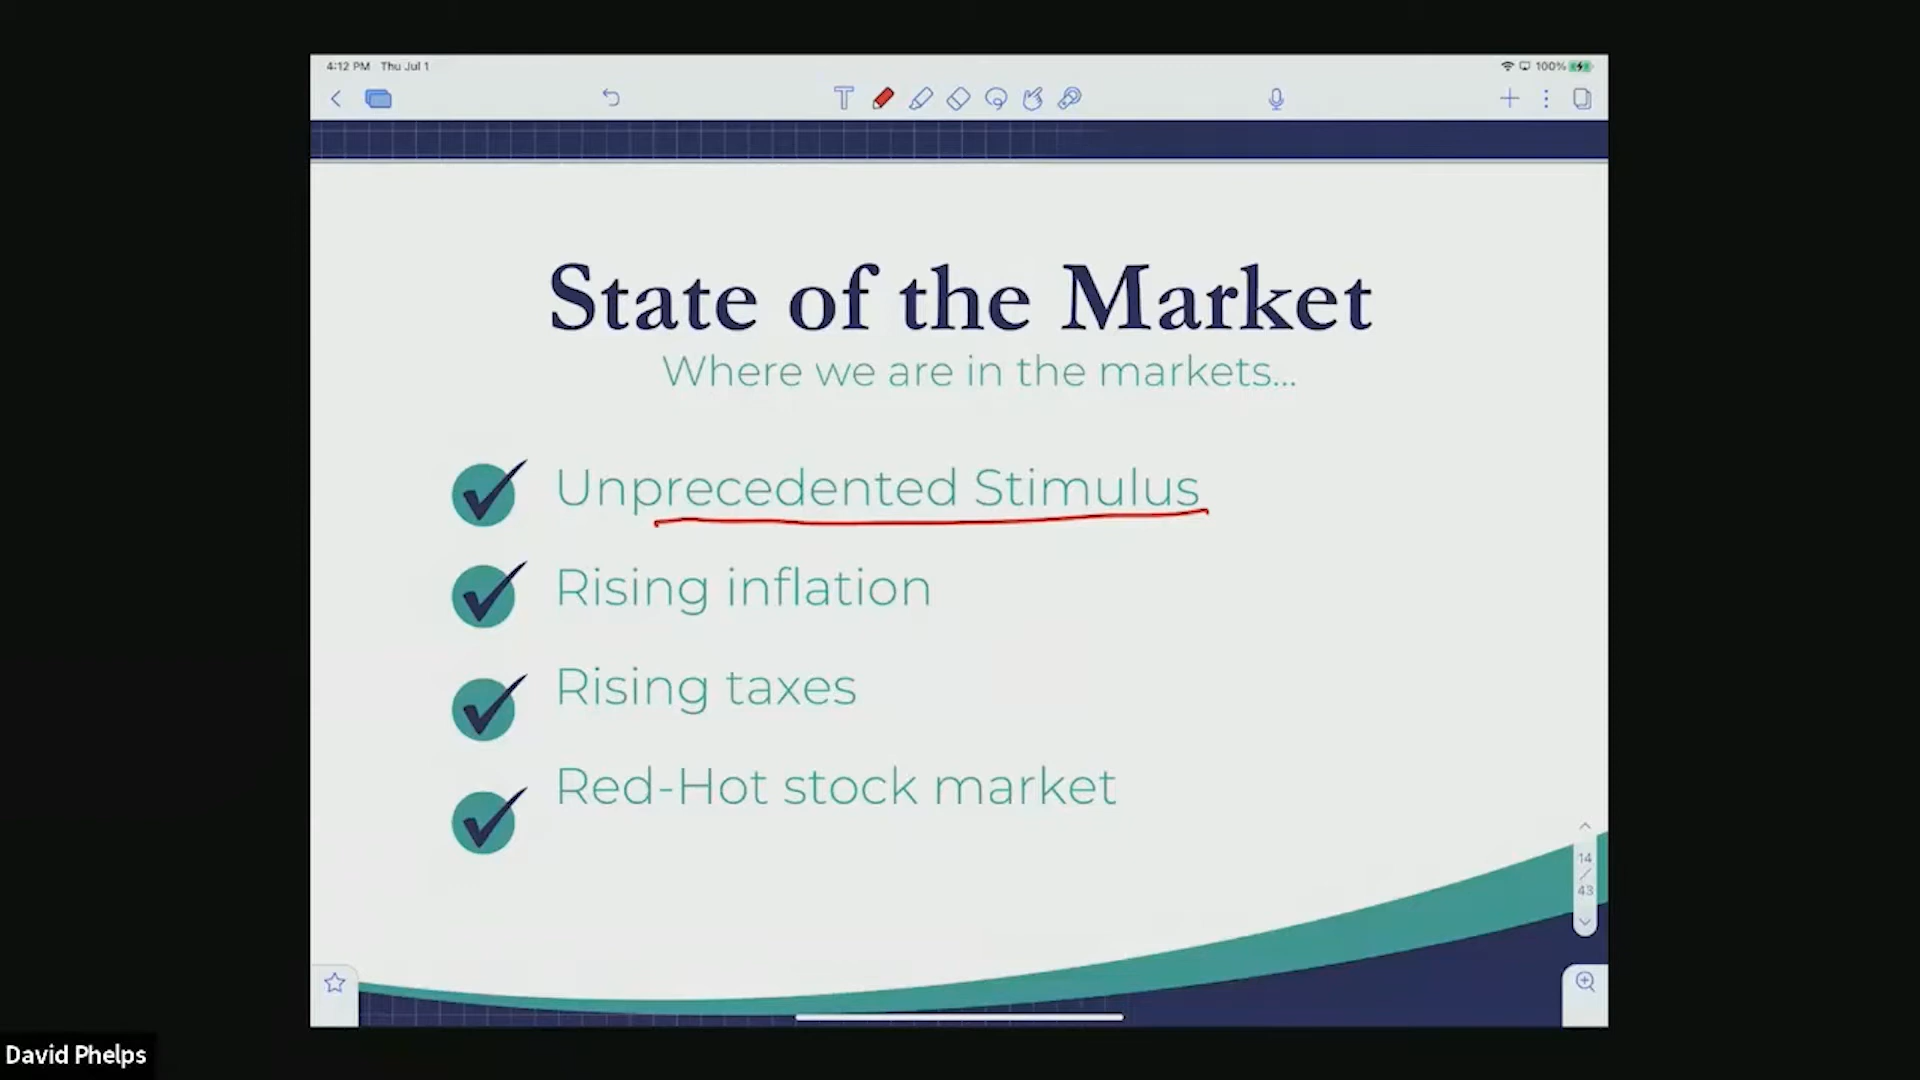 4:12 PM Thu Jul 1
100%
State of the Market
Where we are in the markets...
Unprecedented Stimulus
Rising inflation
Rising taxes
Red-Hot stock market
14
/
43
David Phelps